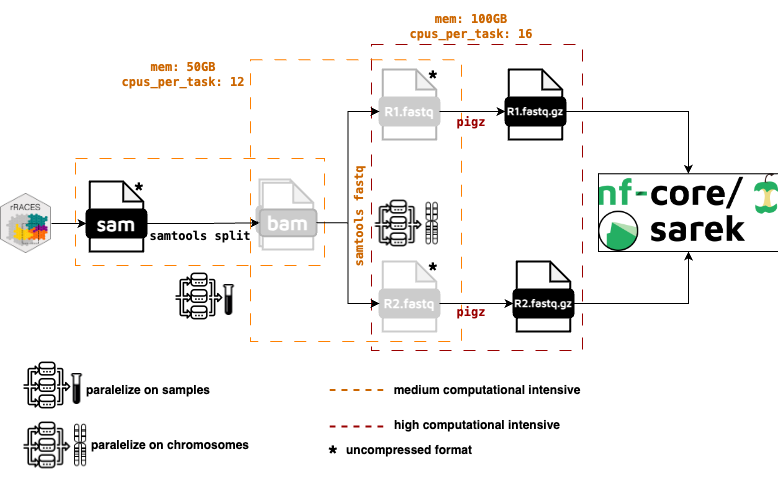 mem: 100GB
cpus_per_task: 16
mem: 50GB
cpus_per_task: 12
*
R1.fastq
R1.fastq.gz
pigz
rRACES
*
sam
samtools split
bam
samtools fastq
nf-core/
sarek
*
R2.fastq
R2.fastq.gz
pigz
paralelize on samples
medium computational intensive
high computational intensive
paralelize on chromosomes
* uncompressed format